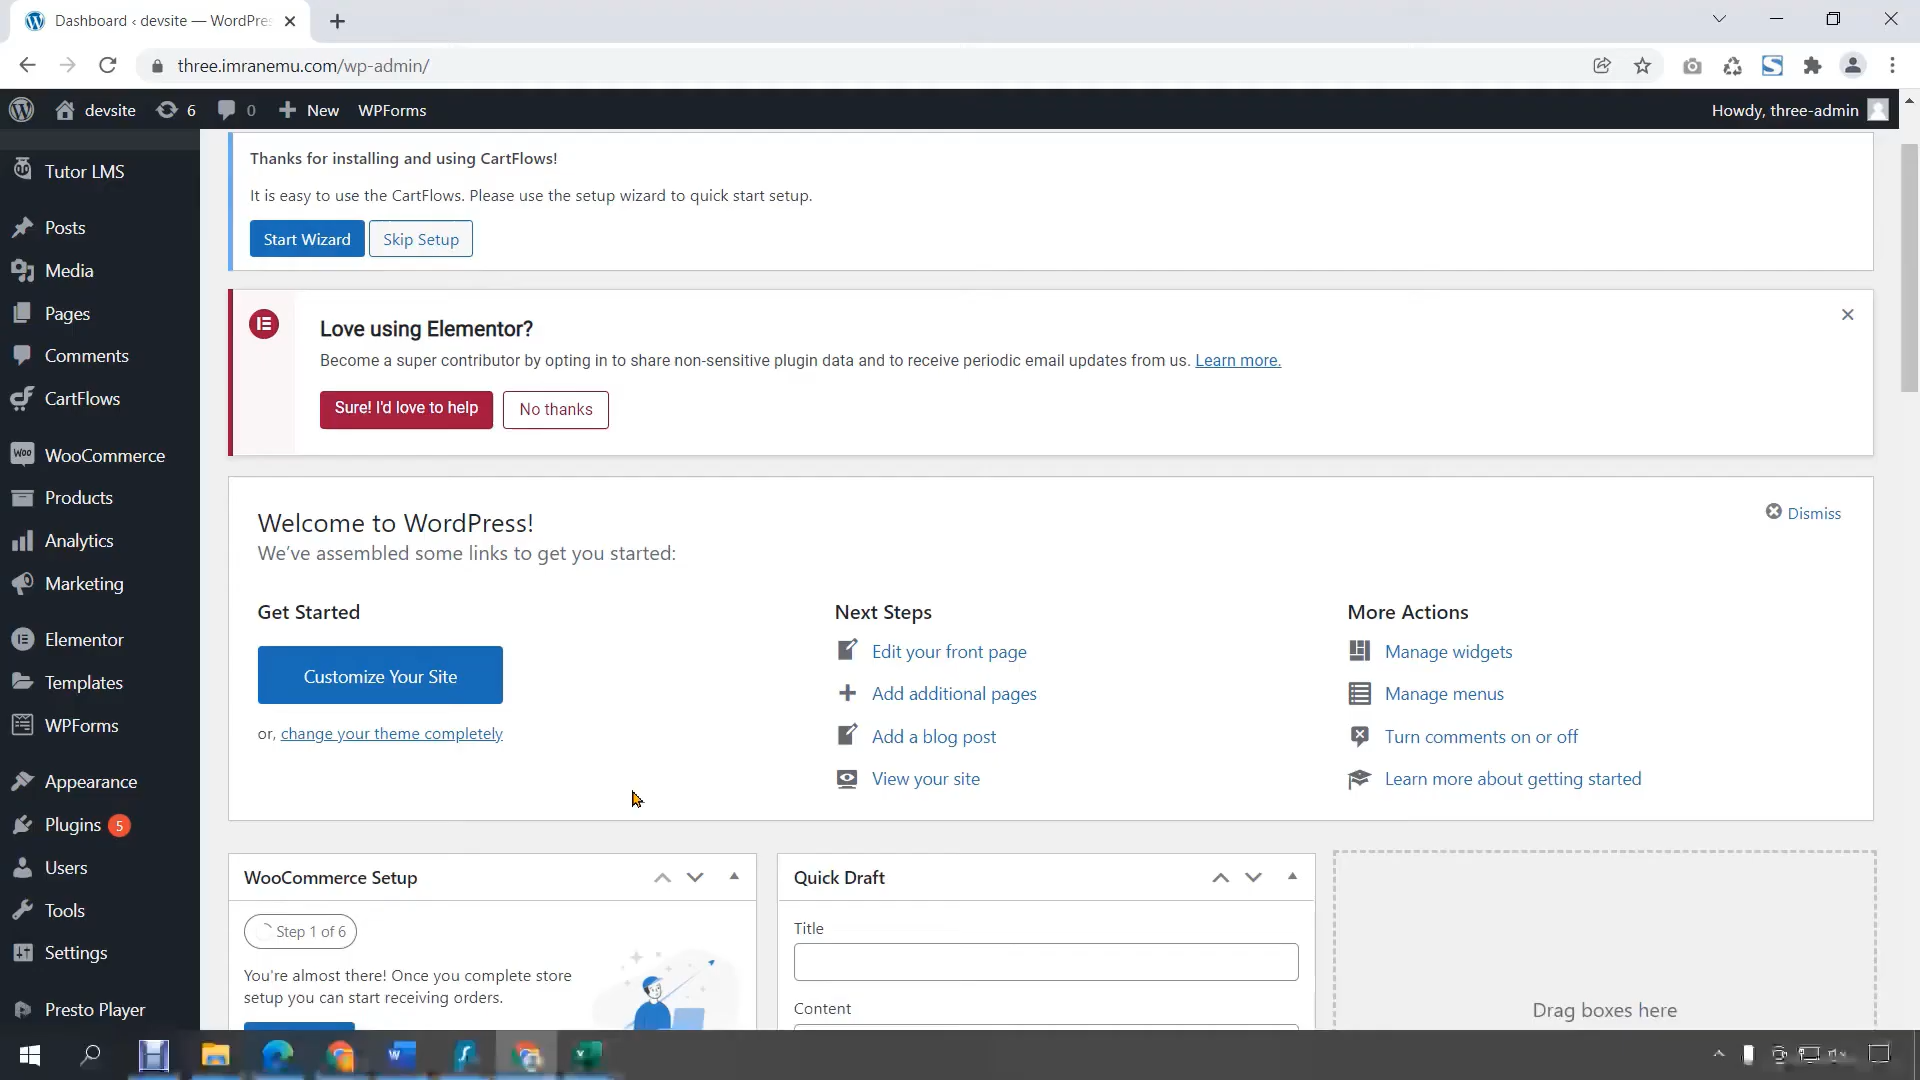 Dashboard ‹ devsite — WordPres
three.imranemu.com/wp-admin/
devsite 6 0 New WPForms
Howdy, three-admin
Tutor LMS
Posts
Media
Pages
Comments
CartFlows
WooCommerce
Products
Analytics
Marketing
Elementor
Templates
WPForms
Appearance
Plugins 5
Users
Tools
Settings
Presto Player
Thanks for installing and using CartFlows!
It is easy to use the CartFlows. Please use the setup wizard to quick start setup.
Start Wizard Skip Setup
Love using Elementor?
Become a super contributor by opting in to share non-sensitive plugin data and to receive periodic email updates from us. Learn more.
Sure! I'd love to help No thanks
Welcome to WordPress!
Dismiss
We've assembled some links to get you started:
Get Started
Customize Your Site
or, change your theme completely
Next Steps
Edit your front page
Add additional pages
Add a blog post
View your site
More Actions
Manage widgets
Manage menus
Turn comments on or off
Learn more about getting started
WooCommerce Setup
Step 1 of 6
You're almost there! Once you complete store
setup you can start receiving orders.
Quick Draft
Title
Content
Drag boxes here